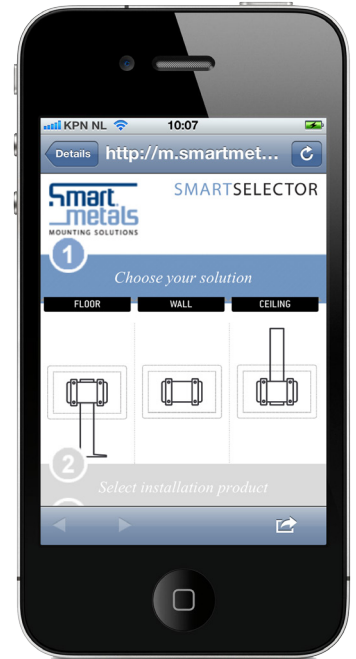 KPN NL 10:07
Details http://m.smartmet...
Smart
metals
MOUNTING SOLUTIONS
SMARTSELECTOR
1
Choose your solution
FLOOR WALL CEILING
2
Select installation product